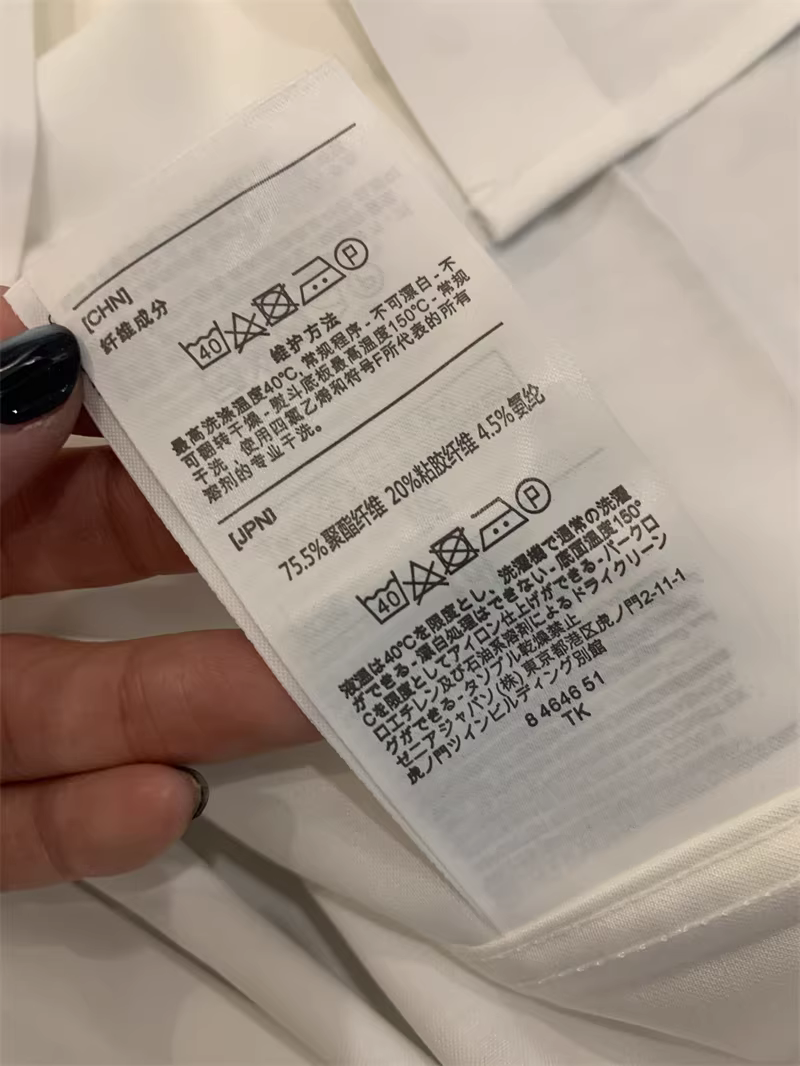 [CHN]
纤维成分
40 P
维护方法
最高洗涤温度40℃, 常规程序 - 不可漂白 - 不
可翻转干燥 - 熨斗底板最高温度150℃ - 常规
干洗，使用四氯乙烯和符号F所代表的所有
溶剂的专业干洗。
[JPN]
75.5%聚酯纤维 20%粘胶纤维 4.5%氨纶
40 P
液温は40℃を限度とし、洗濯機で通常の洗濯
ができる - 漂白処理はできない - 底面温度150°
Cを限度としてアイロン仕上げができる - パークロ
ロエチレン及び石油系溶剤によるドライクリーン
グができる - タンブル乾燥禁止
ゼニアジャパン(株) 東京都港区虎ノ門2-11-1
虎ノ門ツインビルディング別館
8 4646 51
TK